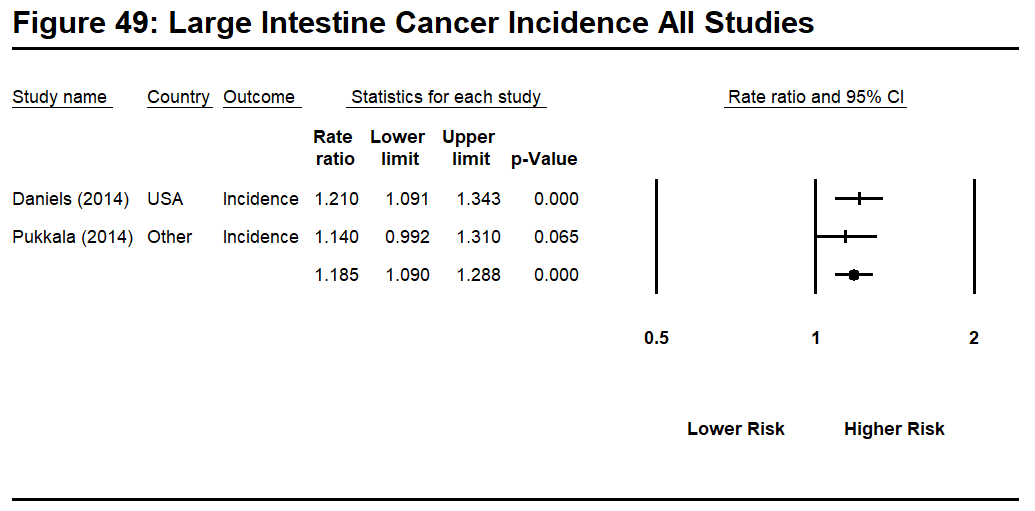 Figure 49: Large Intestine Cancer Incidence All Studies
Study name Country Outcome Statistics for each study Rate ratio and 95% CI
Rate Lower Upper
ratio limit limit p-Value
Daniels (2014) USA Incidence 1.210 1.091 1.343 0.000
Pukkala (2014) Other Incidence 1.140 0.992 1.310 0.065
1.185 1.090 1.288 0.000
0.5 1 2
Lower Risk Higher Risk